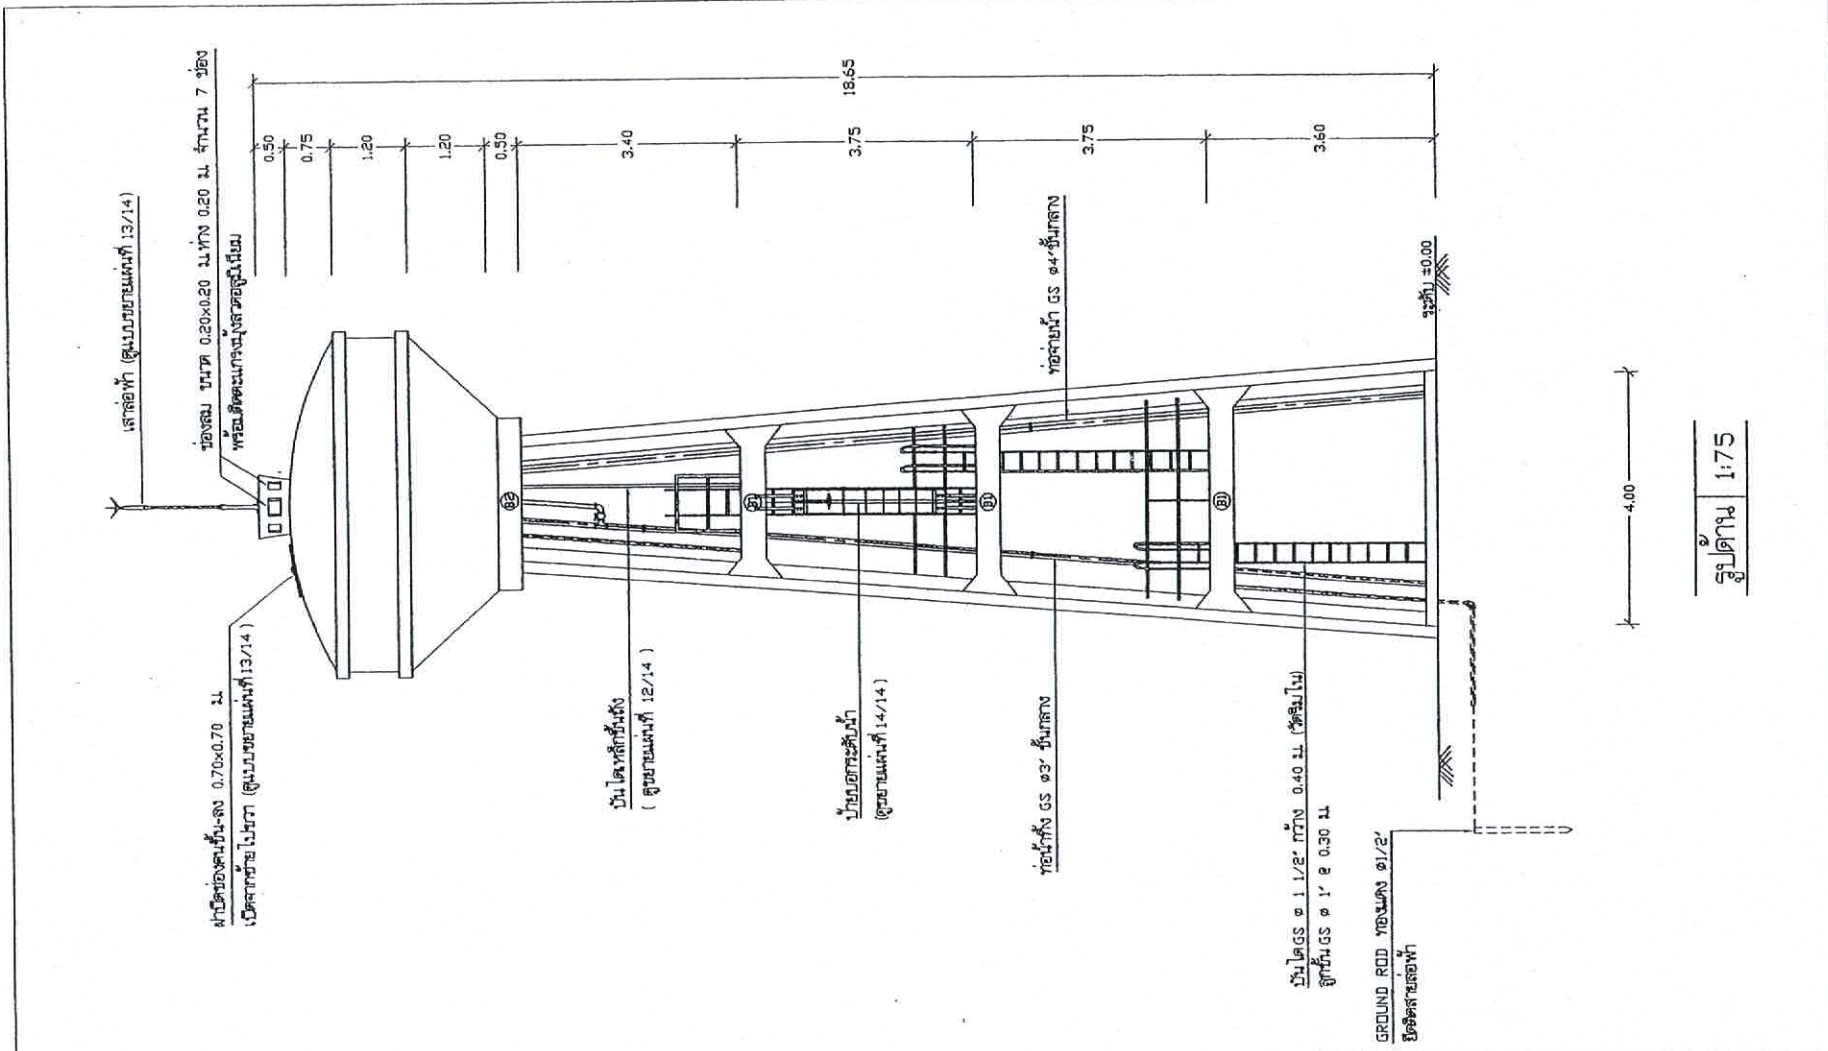 เสาล่อฟ้า (ดูแบบขยายแผ่นที่ 13/14)
ช่องลม ขนาด 0.20x0.20 ม.ห่าง 0.20 ม. จำนวน 7 ช่อง
พร้อมติดตะแกรงมุ้งลวดอลูมิเนียม
ฝาปิดช่องคนขึ้น-ลง 0.70x0.70 ม.
เปิดจากซ้ายไปขวา (ดูแบบขยายแผ่นที่ 13/14)
18.65
0.50
0.75
1.20
1.20
0.50
3.40
3.75
3.75
3.60
B2
B1
B1
B1
บันไดเหล็กขึ้นถัง
( ดูขยายแผ่นที่ 12/14 )
ป้ายบอกระดับน้ำ
(ดูขยายแผ่นที่ 14/14)
ท่อจ่ายน้ำ GS ø4" ชั้นกลาง
ท่อน้ำทิ้ง GS ø3" ชั้นกลาง
บันไดGS ø 1 1/2" กว้าง 0.40 ม. (วัดริมใน)
ลูกขั้นGS ø 1" @ 0.30 ม.
ระดับ ±0.00
GROUND ROD ทองแดง ø1/2"
ยึดติดสายล่อฟ้า
4.00
รูปด้าน 1:75